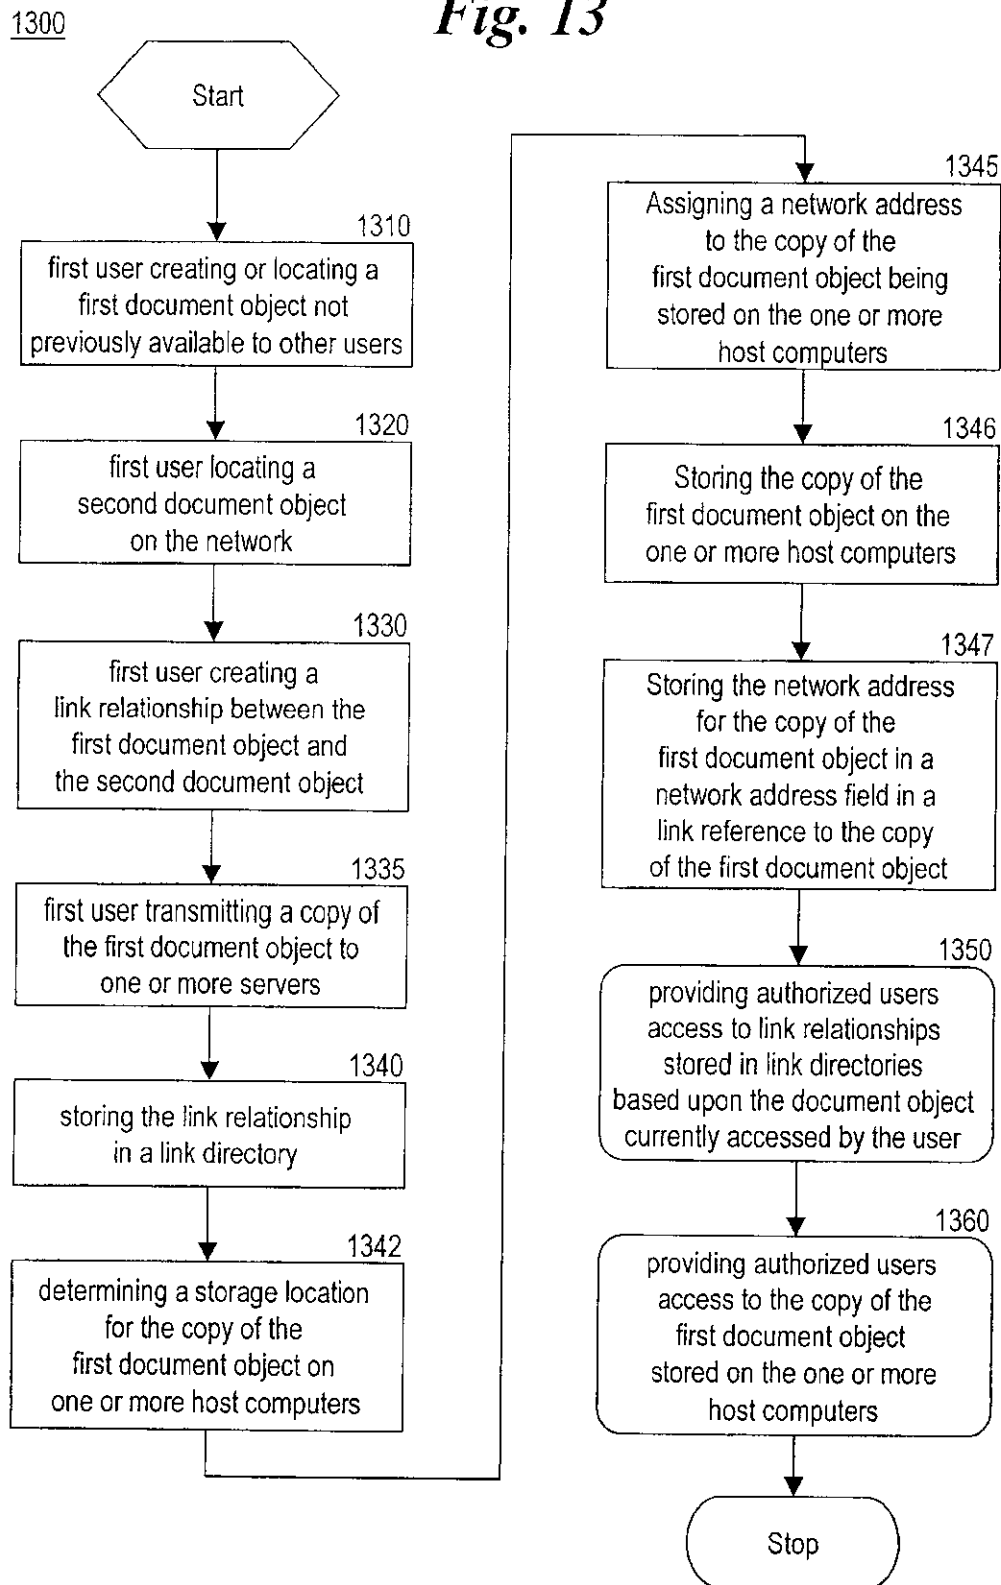 Fig. 13
1300
Start
1310
first user creating or locating a
first document object not
previously available to other users
1320
first user locating a
second document object
on the network
1330
first user creating a
link relationship between the
first document object and
the second document object
1335
first user transmitting a copy of
the first document object to
one or more servers
1340
storing the link relationship
in a link directory
1342
determining a storage location
for the copy of the
first document object on
one or more host computers
1345
Assigning a network address
to the copy of the
first document object being
stored on the one or more
host computers
1346
Storing the copy of the
first document object on the
one or more host computers
1347
Storing the network address
for the copy of the
first document object in a
network address field in a
link reference to the copy
of the first document object
1350
providing authorized users
access to link relationships
stored in link directories
based upon the document object
currently accessed by the user
1360
providing authorized users
access to the copy of the
first document object
stored on the one or more
host computers
Stop